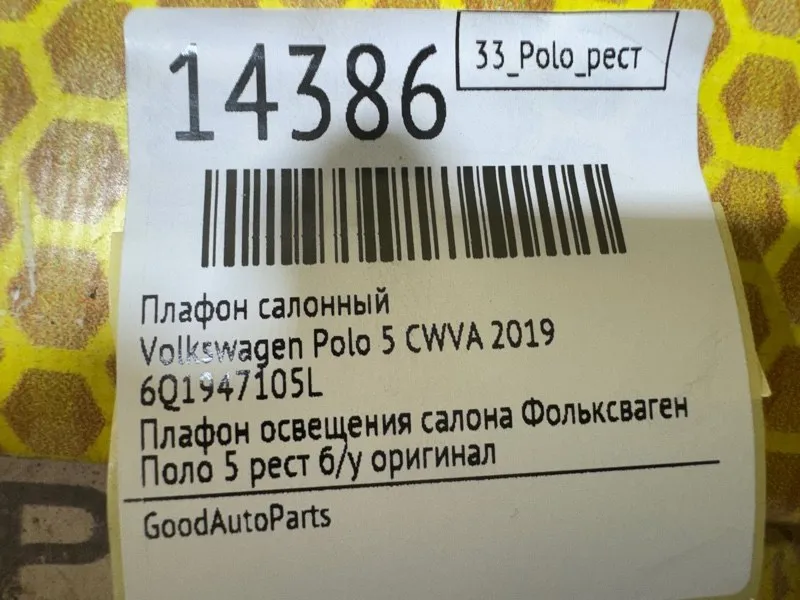 14386
33_Polo_рест
Плафон салонный
Volkswagen Polo 5 CWVA 2019
6Q1947105L
Плафон освещения салона Фольксваген
Поло 5 рест б/у оригинал
GoodAutoParts
P